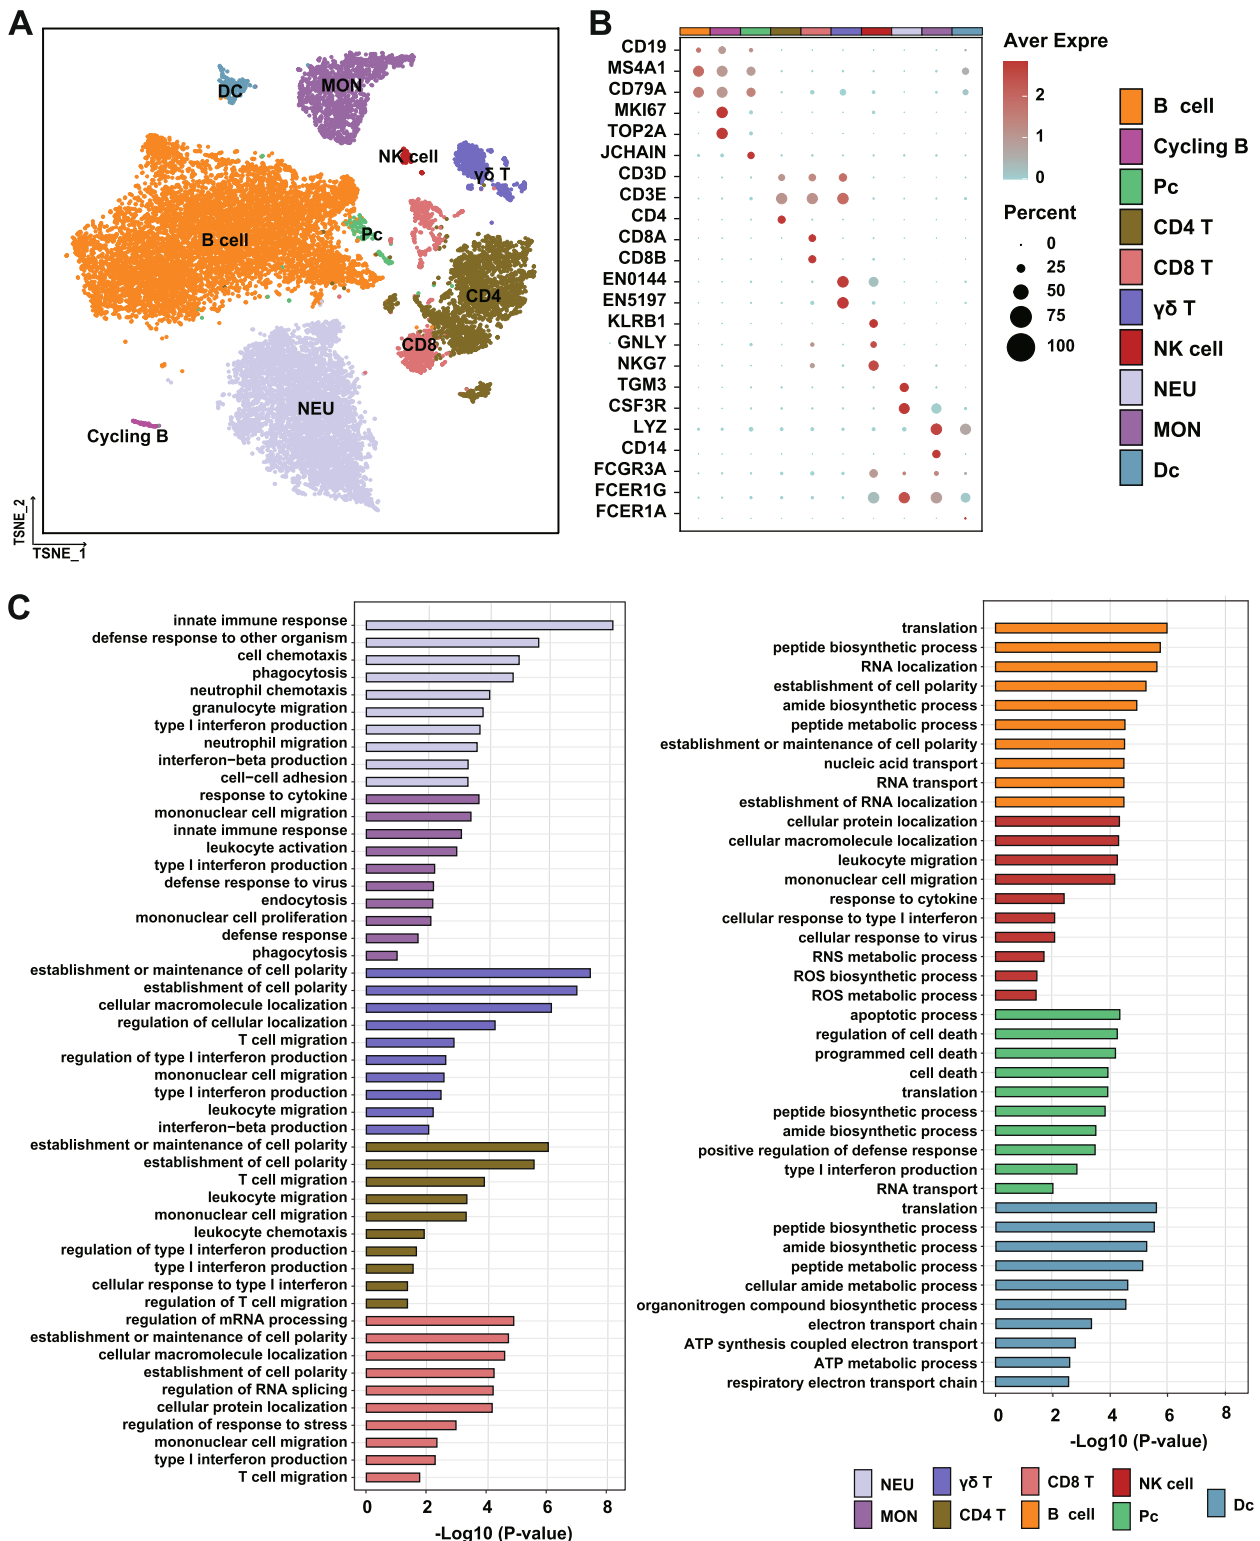 A
DC
MON
NK cell
γδ T
B cell
Pc
CD4
CD8
NEU
Cycling B
TSNE_2
TSNE_1
B
CD19
MS4A1
CD79A
MKI67
TOP2A
JCHAIN
CD3D
CD3E
CD4
CD8A
CD8B
EN0144
EN5197
KLRB1
GNLY
NKG7
TGM3
CSF3R
LYZ
CD14
FCGR3A
FCER1G
FCER1A
Aver Expre
2
1
0
Percent
0
25
50
75
100
B cell
Cycling B
Pc
CD4 T
CD8 T
γδ T
NK cell
NEU
MON
Dc
C
innate immune response
defense response to other organism
cell chemotaxis
phagocytosis
neutrophil chemotaxis
granulocyte migration
type I interferon production
neutrophil migration
interferon−beta production
cell−cell adhesion
response to cytokine
mononuclear cell migration
innate immune response
leukocyte activation
type I interferon production
defense response to virus
endocytosis
mononuclear cell proliferation
defense response
phagocytosis
establishment or maintenance of cell polarity
establishment of cell polarity
cellular macromolecule localization
regulation of cellular localization
T cell migration
regulation of type I interferon production
mononuclear cell migration
type I interferon production
leukocyte migration
interferon−beta production
establishment or maintenance of cell polarity
establishment of cell polarity
T cell migration
leukocyte migration
mononuclear cell migration
leukocyte chemotaxis
regulation of type I interferon production
type I interferon production
cellular response to type I interferon
regulation of T cell migration
regulation of mRNA processing
establishment or maintenance of cell polarity
cellular macromolecule localization
establishment of cell polarity
regulation of RNA splicing
cellular protein localization
regulation of response to stress
mononuclear cell migration
type I interferon production
T cell migration
0 2 4 6 8
-Log10 (P-value)
translation
peptide biosynthetic process
RNA localization
establishment of cell polarity
amide biosynthetic process
peptide metabolic process
establishment or maintenance of cell polarity
nucleic acid transport
RNA transport
establishment of RNA localization
cellular protein localization
cellular macromolecule localization
leukocyte migration
mononuclear cell migration
response to cytokine
cellular response to type I interferon
cellular response to virus
RNS metabolic process
ROS biosynthetic process
ROS metabolic process
apoptotic process
regulation of cell death
programmed cell death
cell death
translation
peptide biosynthetic process
amide biosynthetic process
positive regulation of defense response
type I interferon production
RNA transport
translation
peptide biosynthetic process
amide biosynthetic process
peptide metabolic process
cellular amide metabolic process
organonitrogen compound biosynthetic process
electron transport chain
ATP synthesis coupled electron transport
ATP metabolic process
respiratory electron transport chain
0 2 4 6 8
-Log10 (P-value)
NEU γδ T CD8 T NK cell Dc
MON CD4 T B cell Pc